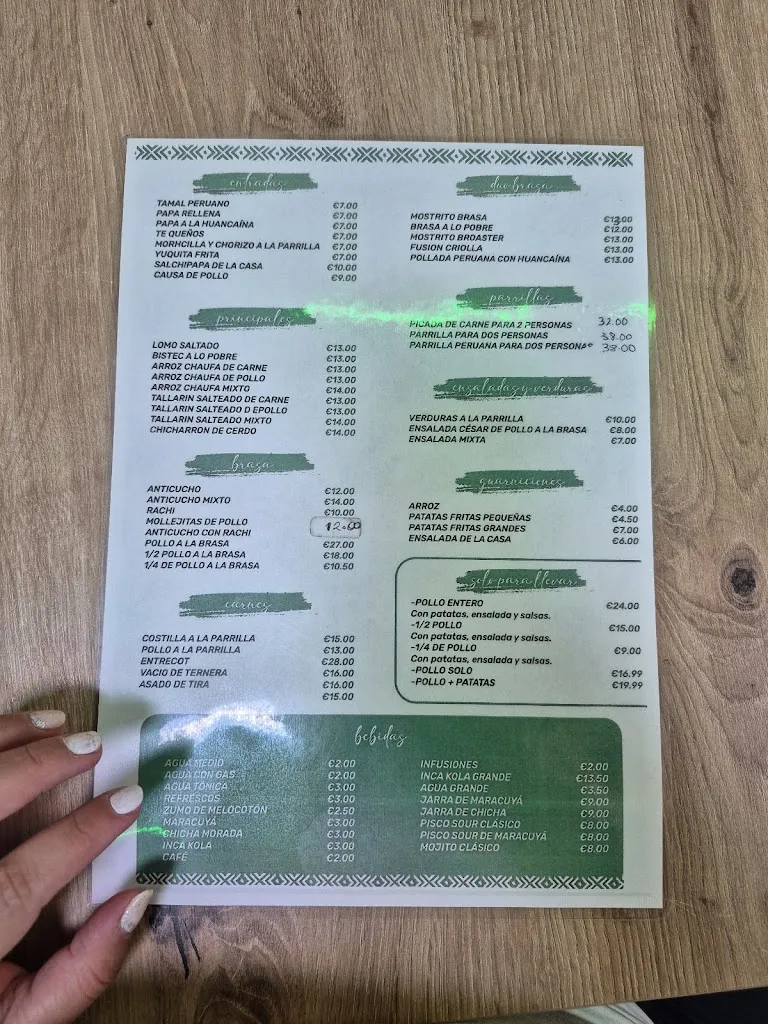 entradas
TAMAL PERUANO €7.00
PAPA RELLENA €7.00
PAPA A LA HUANCAÍNA €7.00
TE QUEÑOS €7.00
MORHCILLA Y CHORIZO A LA PARRILLA €7.00
YUQUITA FRITA €7.00
SALCHIPAPA DE LA CASA €10.00
CAUSA DE POLLO €9.00
principales
LOMO SALTADO €13.00
BISTEC A LO POBRE €13.00
ARROZ CHAUFA DE CARNE €13.00
ARROZ CHAUFA DE POLLO €13.00
ARROZ CHAUFA MIXTO €14.00
TALLARIN SALTEADO DE CARNE €13.00
TALLARIN SALTEADO D EPOLLO €13.00
TALLARIN SALTEADO MIXTO €14.00
CHICHARRON DE CERDO €14.00
brasa
ANTICUCHO €12.00
ANTICUCHO MIXTO €14.00
RACHI €10.00
MOLLEJITAS DE POLLO
ANTICUCHO CON RACHI
POLLO A LA BRASA €27.00
1/2 POLLO A LA BRASA €18.00
1/4 DE POLLO A LA BRASA €10.50
carnes
COSTILLA A LA PARRILLA €15.00
POLLO A LA PARRILLA €13.00
ENTRECOT €28.00
VACIO DE TERNERA €16.00
ASADO DE TIRA €16.00
€15.00
duo brasa
MOSTRITO BRASA
BRASA A LO POBRE €12.00
MOSTRITO BROASTER €13.00
FUSION CRIOLLA €13.00
POLLADA PERUANA CON HUANCAÍNA €13.00
parrillas
PICADA DE CARNE PARA 2 PERSONAS 32.00
PARRILLA PARA DOS PERSONAS 38.00
PARRILLA PERUANA PARA DOS PERSONAS 38.00
ensaladas y verduras
VERDURAS A LA PARRILLA €10.00
ENSALADA CÉSAR DE POLLO A LA BRASA €8.00
ENSALADA MIXTA €7.00
guarniciones
ARROZ €4.00
PATATAS FRITAS PEQUEÑAS €4.50
PATATAS FRITAS GRANDES €7.00
ENSALADA DE LA CASA €6.00
solo para llevar
-POLLO ENTERO €24.00
Con patatas, ensalada y salsas.
-1/2 POLLO €15.00
Con patatas, ensalada y salsas.
-1/4 DE POLLO €9.00
Con patatas, ensalada y salsas.
-POLLO SOLO €16.99
-POLLO + PATATAS €19.99
bebidas
AGUA MEDIO €2.00
AGUA CON GAS €2.00
AGUA TÓNICA €3.00
REFRESCOS €3.00
ZUMO DE MELOCOTÓN €2.50
MARACUYÁ €3.00
CHICHA MORADA €3.00
INCA KOLA €3.00
CAFÉ €2.00
INFUSIONES €2.00
INCA KOLA GRANDE €13.50
AGUA GRANDE €3.50
JARRA DE MARACUYÁ €9.00
JARRA DE CHICHA €9.00
PISCO SOUR CLÁSICO €8.00
PISCO SOUR DE MARACUYÁ €8.00
MOJITO CLÁSICO €8.00